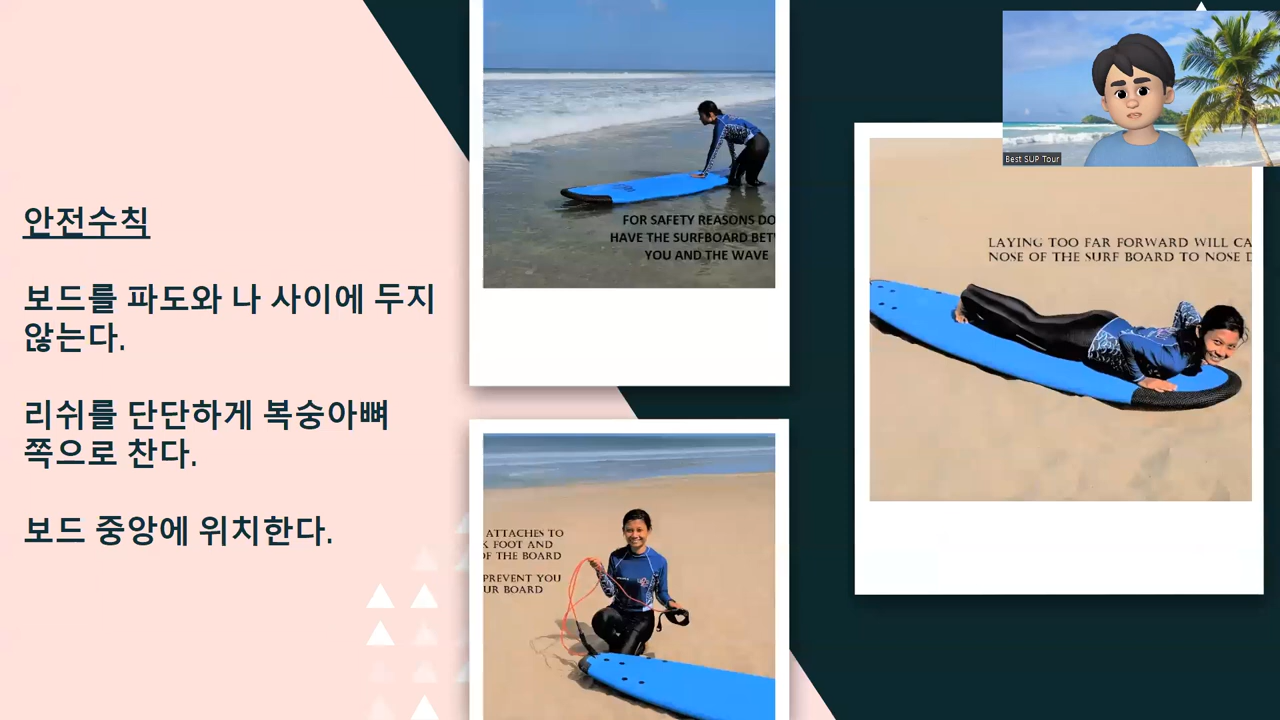 안전수칙
보드를 파도와 나 사이에 두지
않는다.
리쉬를 단단하게 복숭아뼈
쪽으로 찬다.
보드 중앙에 위치한다.
FOR SAFETY REASONS DO
HAVE THE SURFBOARD BET
YOU AND THE WAVE
ATTACHES TO
K FOOT AND
OF THE BOARD
PREVENT YOU
UR BOARD
Best SUP Tour
LAYING TOO FAR FORWARD WILL CA
NOSE OF THE SURF BOARD TO NOSE D